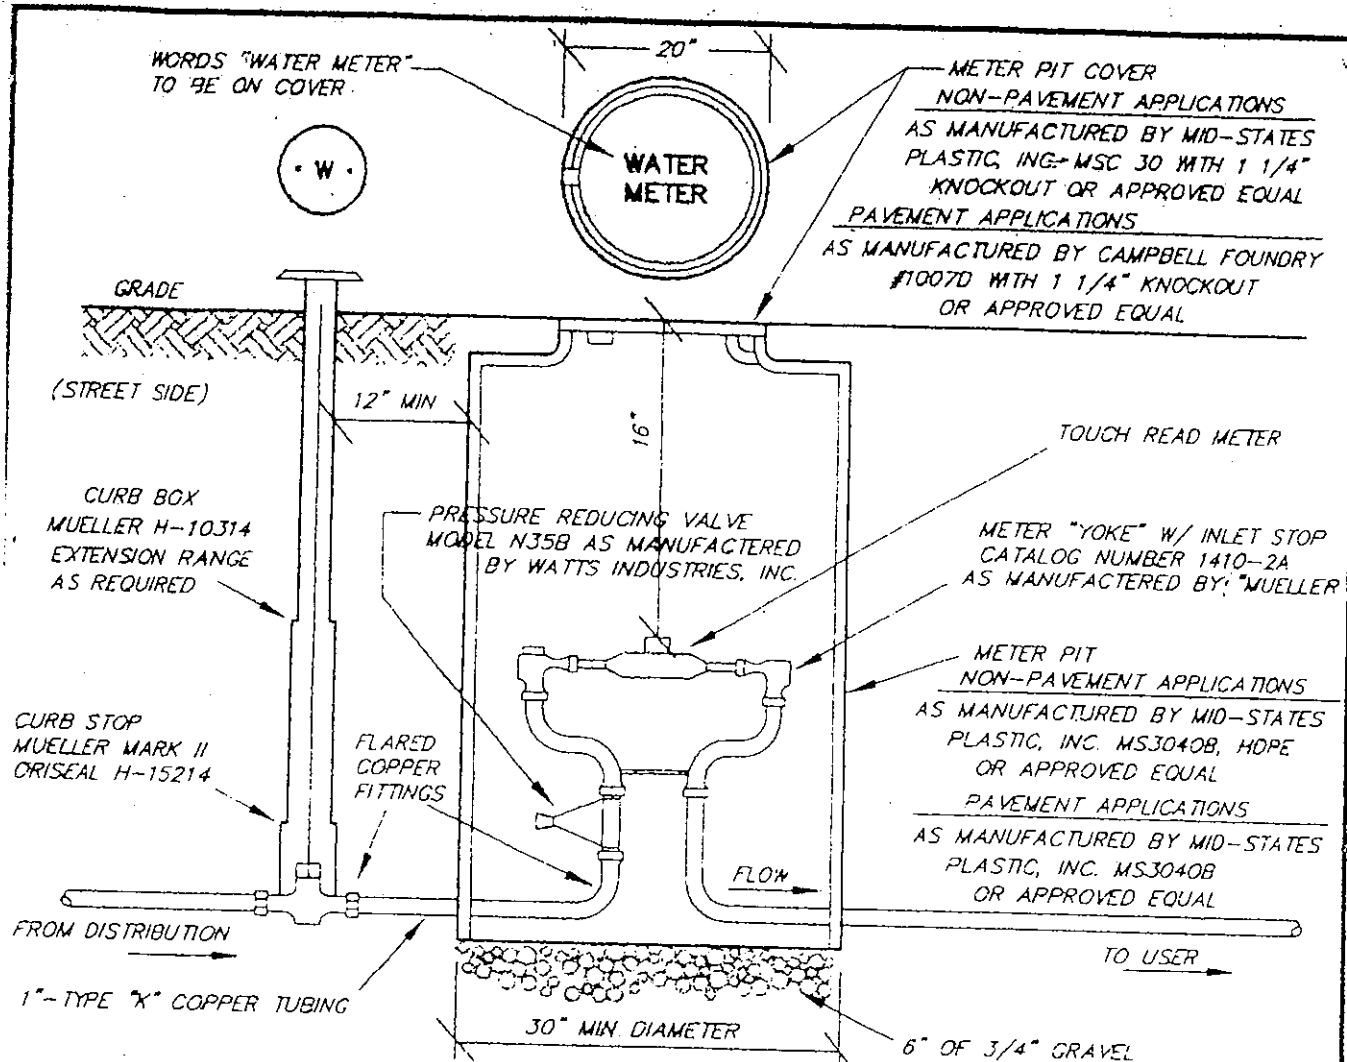 WORDS "WATER METER"
TO BE ON COVER
20"
METER PIT COVER
NON-PAVEMENT APPLICATIONS
AS MANUFACTURED BY MID-STATES
PLASTIC, INC. MSC 30 WITH 1 1/4"
KNOCKOUT OR APPROVED EQUAL
PAVEMENT APPLICATIONS
AS MANUFACTURED BY CAMPBELL FOUNDRY
#1007D WITH 1 1/4" KNOCKOUT
OR APPROVED EQUAL
W
WATER
METER
GRADE
(STREET SIDE)
12" MIN
16"
TOUCH READ METER
CURB BOX
MUELLER H-10314
EXTENSION RANGE
AS REQUIRED
PRESSURE REDUCING VALVE
MODEL N35B AS MANUFACTERED
BY WATTS INDUSTRIES, INC.
METER "YOKE" W/ INLET STOP
CATALOG NUMBER 1410-2A
AS MANUFACTERED BY: "MUELLER
METER PIT
NON-PAVEMENT APPLICATIONS
AS MANUFACTURED BY MID-STATES
PLASTIC, INC. MS3040B, HDPE
OR APPROVED EQUAL
PAVEMENT APPLICATIONS
AS MANUFACTURED BY MID-STATES
PLASTIC, INC. MS3040B
OR APPROVED EQUAL
CURB STOP
MUELLER MARK II
ORISEAL H-15214
FLARED
COPPER
FITTINGS
FLOW
FROM DISTRIBUTION
TO USER
1"-TYPE "K" COPPER TUBING
30" MIN. DIAMETER
6" OF 3/4" GRAVEL